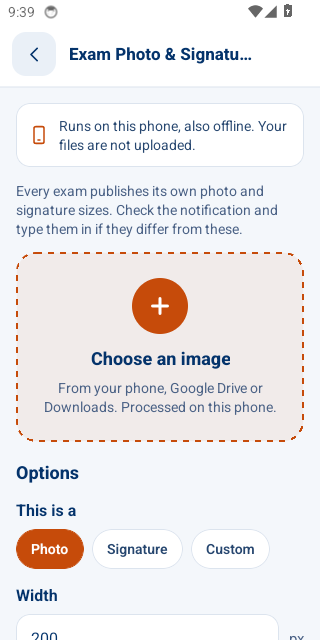 9:39
Exam Photo & Signatu...
Runs on this phone, also offline. Your
files are not uploaded.
Every exam publishes its own photo and
signature sizes. Check the notification and
type them in if they differ from these.
Choose an image
From your phone, Google Drive or
Downloads. Processed on this phone.
Options
This is a
Photo Signature Custom
Width
200 px